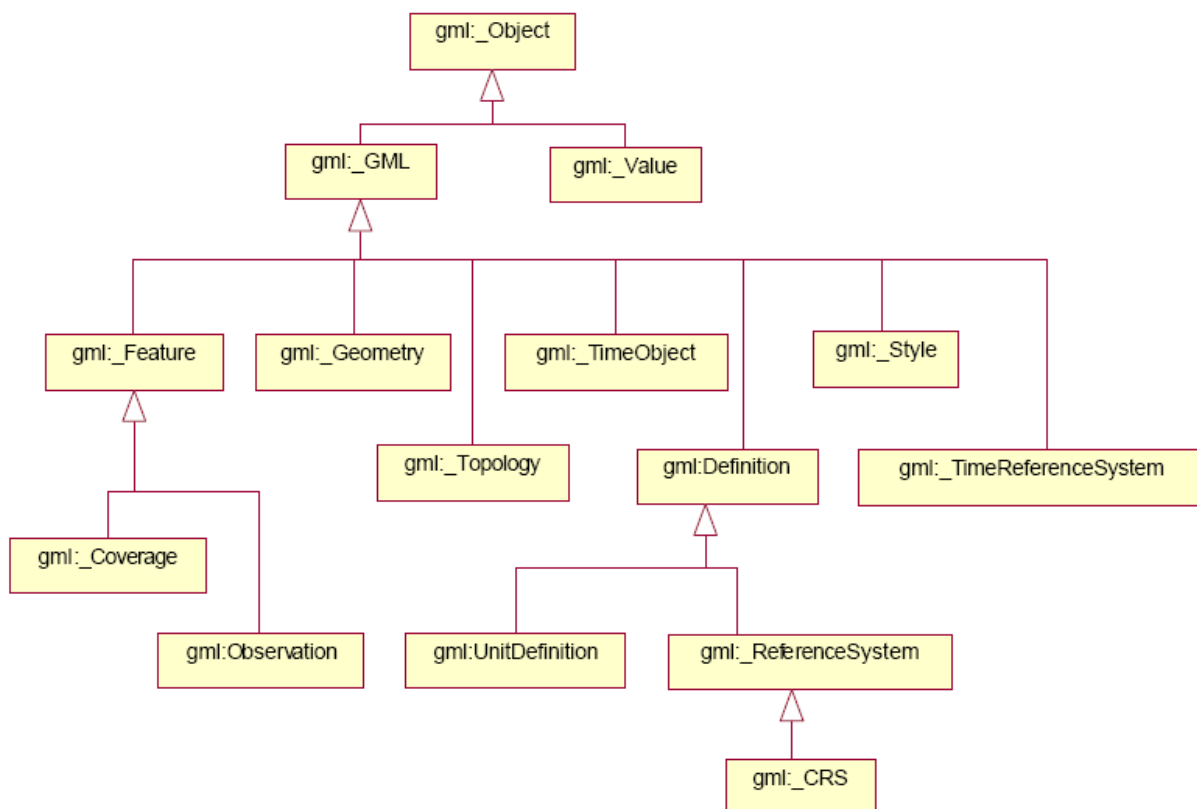 gml:_Object
gml:_GML
gml:_Value
gml:_Feature
gml:_Geometry
gml:_TimeObject
gml:_Style
gml:_Topology
gml:Definition
gml:_TimeReferenceSystem
gml:_Coverage
gml:Observation
gml:UnitDefinition
gml:_ReferenceSystem
gml:_CRS